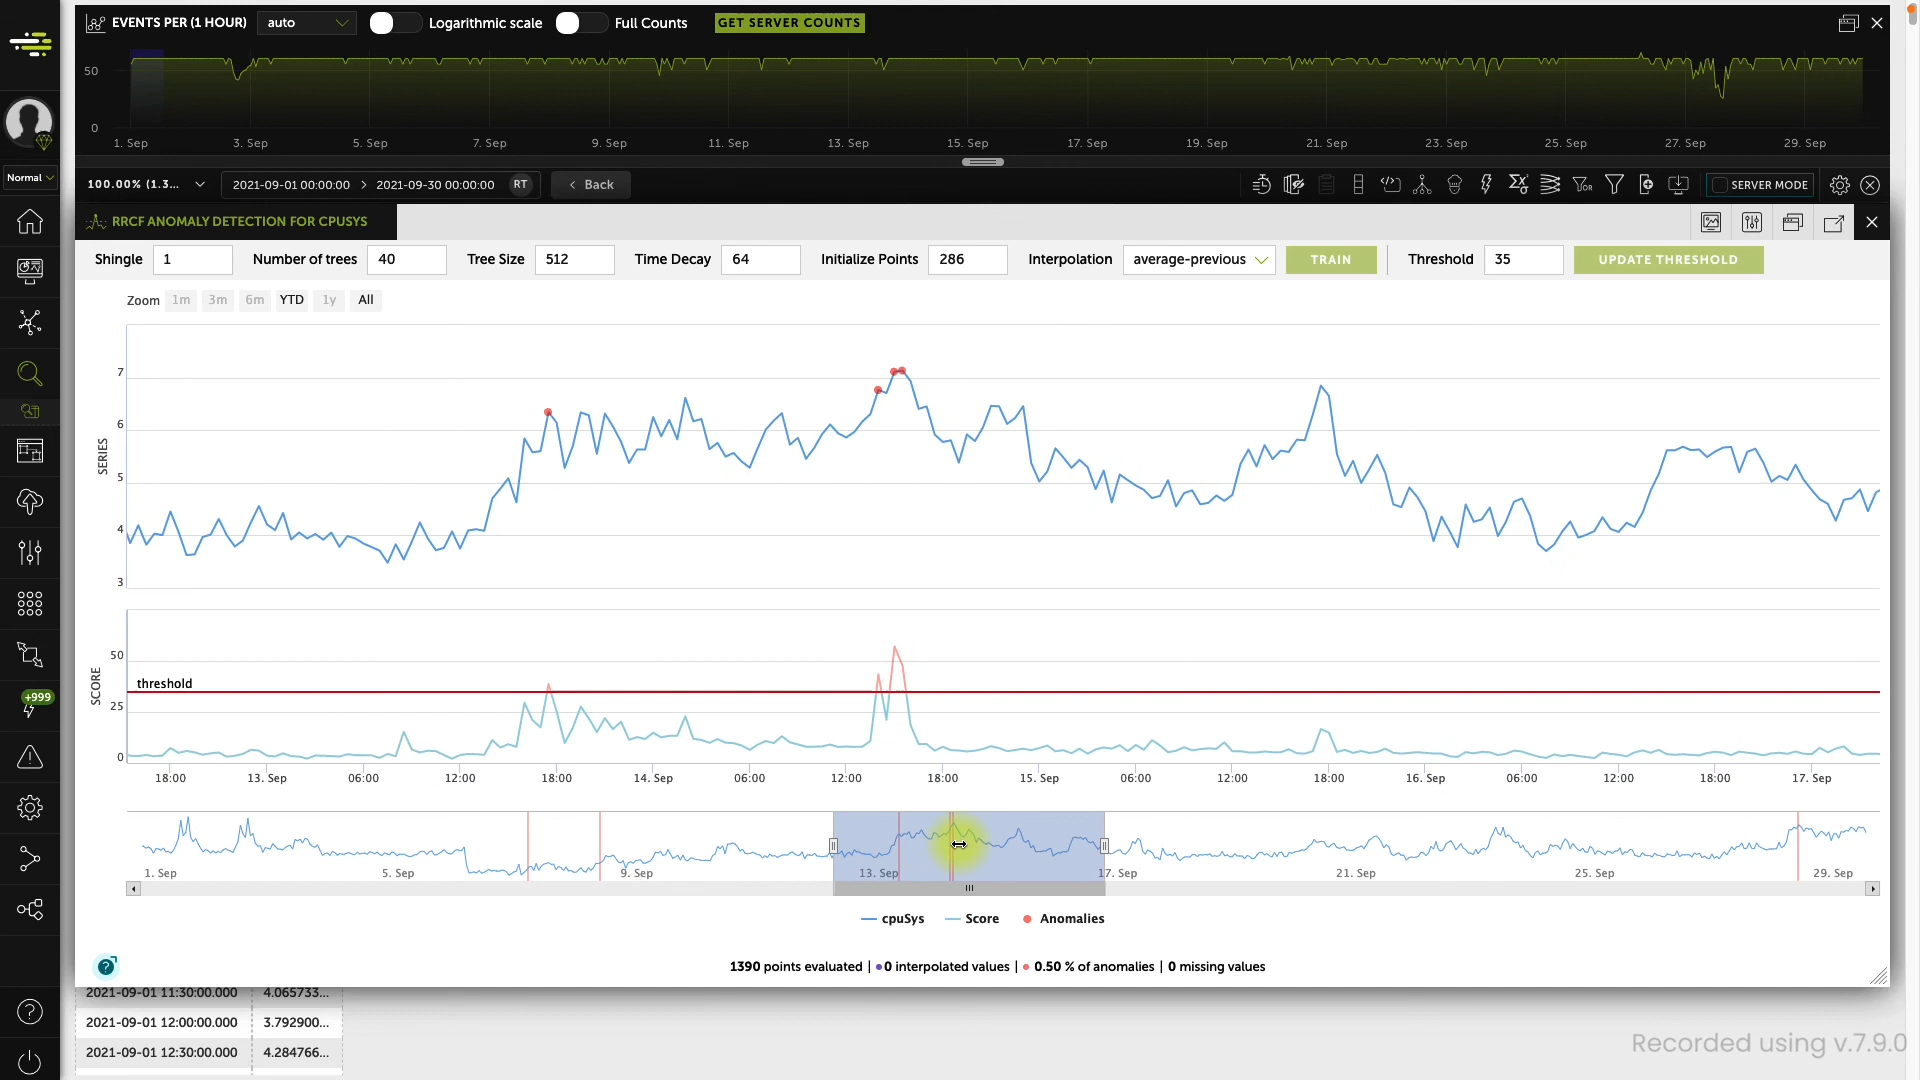 EVENTS PER (1 HOUR) auto Logarithmic scale Full Counts GET SERVER COUNTS
50
0
1. Sep 3. Sep 5. Sep 7. Sep 9. Sep 11. Sep 13. Sep 15. Sep 17. Sep 19. Sep 21. Sep 23. Sep 25. Sep 27. Sep 29. Sep
Normal
100.00% (1.3... 2021-09-01 00:00:00 > 2021-09-30 00:00:00 RT < Back SERVER MODE
RRCF ANOMALY DETECTION FOR CPUSYS
Shingle 1 Number of trees 40 Tree Size 512 Time Decay 64 Initialize Points 286 Interpolation average-previous TRAIN Threshold 35 UPDATE THRESHOLD
Zoom 1m 3m 6m YTD 1y All
7
6
SERIES
5
4
3
50
SCORE
threshold
25
0
+999
18:00 13. Sep 06:00 12:00 18:00 14. Sep 06:00 12:00 18:00 15. Sep 06:00 12:00 18:00 16. Sep 06:00 12:00 18:00 17. Sep
1. Sep 5. Sep 9. Sep 13. Sep 17. Sep 21. Sep 25. Sep 29. Sep
cpuSys Score Anomalies
1390 points evaluated | 0 interpolated values | 0.50 % of anomalies | 0 missing values
2021-09-01 11:30:00.000 4.065733...
2021-09-01 12:00:00.000 3.792900...
2021-09-01 12:30:00.000 4.284766...
Recorded using v.7.9.0